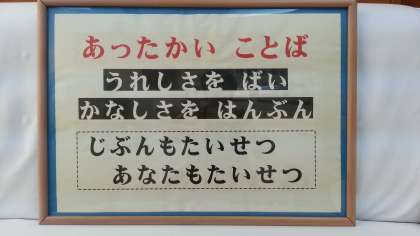 あったかい ことば
うれしさを ばい
かなしさを はんぶん
じぶんもたいせつ
あなたもたいせつ